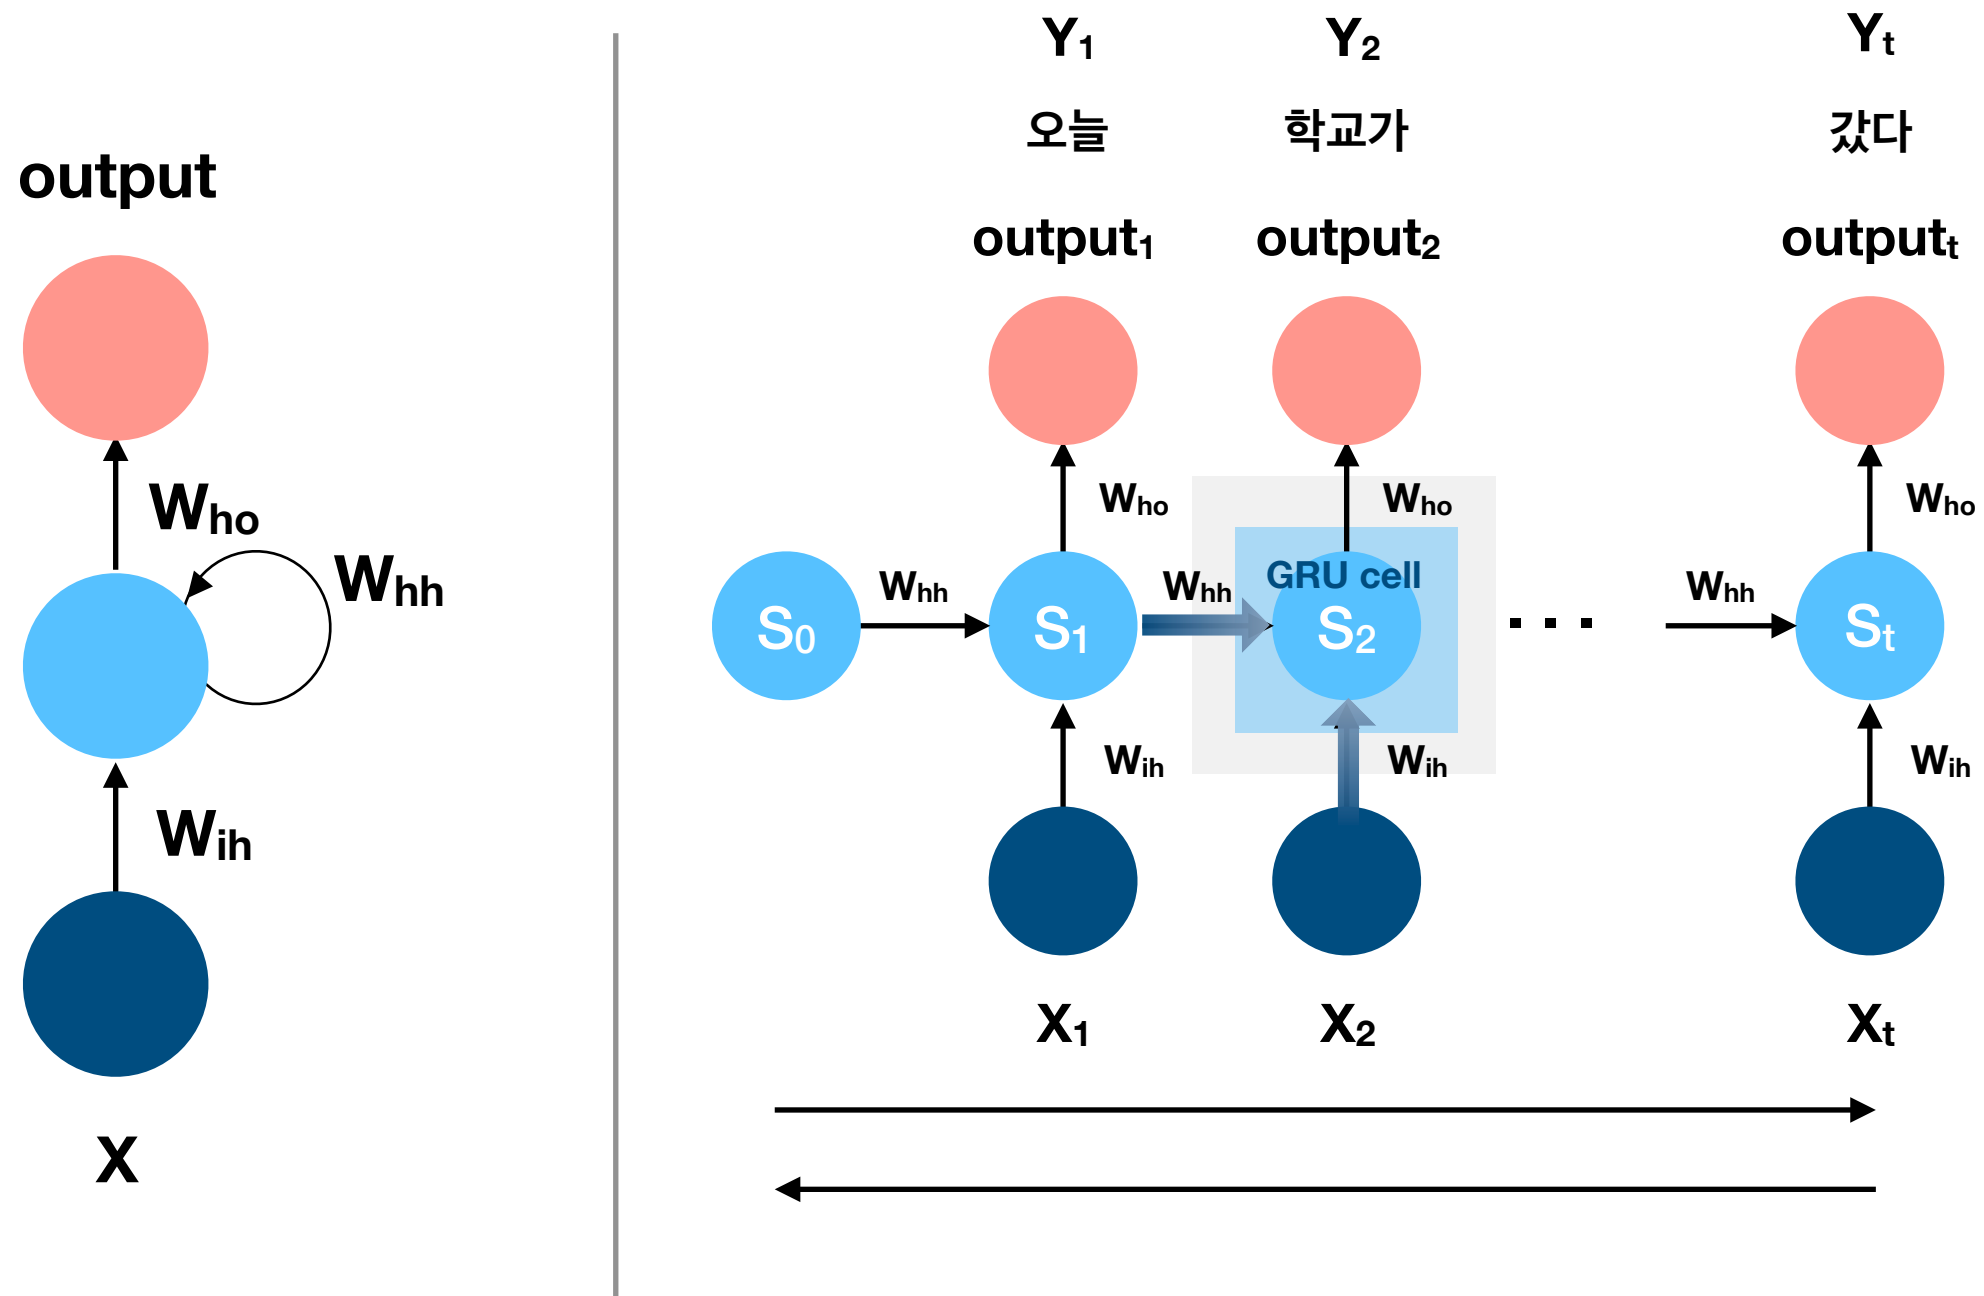 output
Who
Whh
Wih
X
Y1 Y2 Yt
오늘 학교가 갔다
output1 output2 outputt
Who Who Who
GRU cell
Whh Whh Whh
S0 S1 S2 . . . St
Wih Wih Wih
X1 X2 Xt